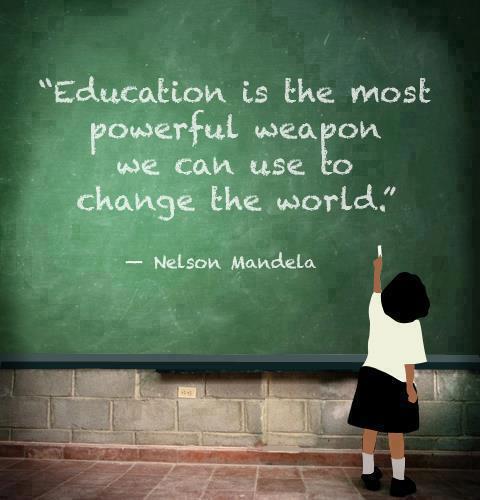 “Education is the most
powerful weapon
we can use to
change the world.”
— Nelson Mandela